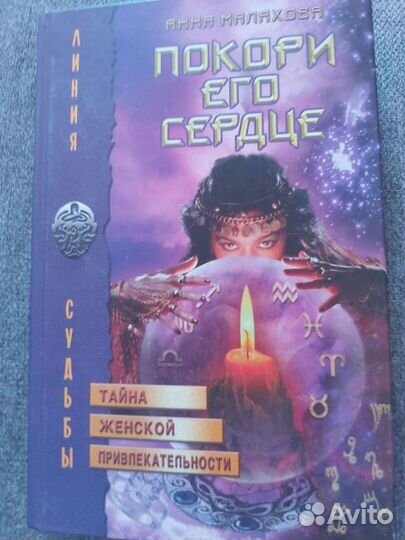 АННА МАЛАХОВА
ПОКОРИ
ЕГО
СЕРДЦЕ
ЛИНИЯ
СУДЬБЫ
ТАЙНА
ЖЕНСКОЙ
ПРИВЛЕКАТЕЛЬНОСТИ
Avito